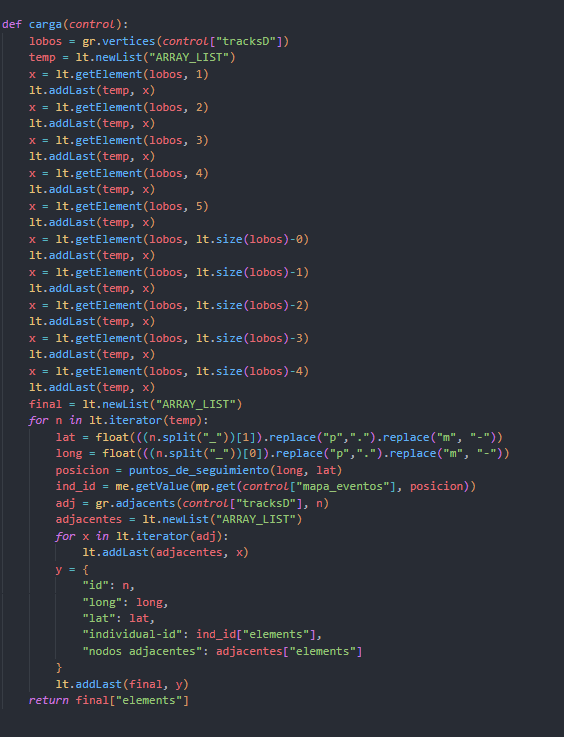 def carga(control):
    lobos = gr.vertices(control["tracksD"])
    temp = lt.newList("ARRAY_LIST")
    x = lt.getElement(lobos, 1)
    lt.addLast(temp, x)
    x = lt.getElement(lobos, 2)
    lt.addLast(temp, x)
    x = lt.getElement(lobos, 3)
    lt.addLast(temp, x)
    x = lt.getElement(lobos, 4)
    lt.addLast(temp, x)
    x = lt.getElement(lobos, 5)
    lt.addLast(temp, x)
    x = lt.getElement(lobos, lt.size(lobos)-0)
    lt.addLast(temp, x)
    x = lt.getElement(lobos, lt.size(lobos)-1)
    lt.addLast(temp, x)
    x = lt.getElement(lobos, lt.size(lobos)-2)
    lt.addLast(temp, x)
    x = lt.getElement(lobos, lt.size(lobos)-3)
    lt.addLast(temp, x)
    x = lt.getElement(lobos, lt.size(lobos)-4)
    lt.addLast(temp, x)
    final = lt.newList("ARRAY_LIST")
    for n in lt.iterator(temp):
        lat = float(((n.split("_"))[1]).replace("p",".").replace("m", "-"))
        long = float(((n.split("_"))[0]).replace("p",".").replace("m", "-"))
        posicion = puntos_de_seguimiento(long, lat)
        ind_id = me.getValue(mp.get(control["mapa_eventos"], posicion))
        adj = gr.adjacents(control["tracksD"], n)
        adjacentes = lt.newList("ARRAY_LIST")
        for x in lt.iterator(adj):
            lt.addLast(adjacentes, x)
        y = {
            "id": n,
            "long": long,
            "lat": lat,
            "individual-id": ind_id["elements"],
            "nodos adjacentes": adjacentes["elements"]
        }
        lt.addLast(final, y)
    return final["elements"]